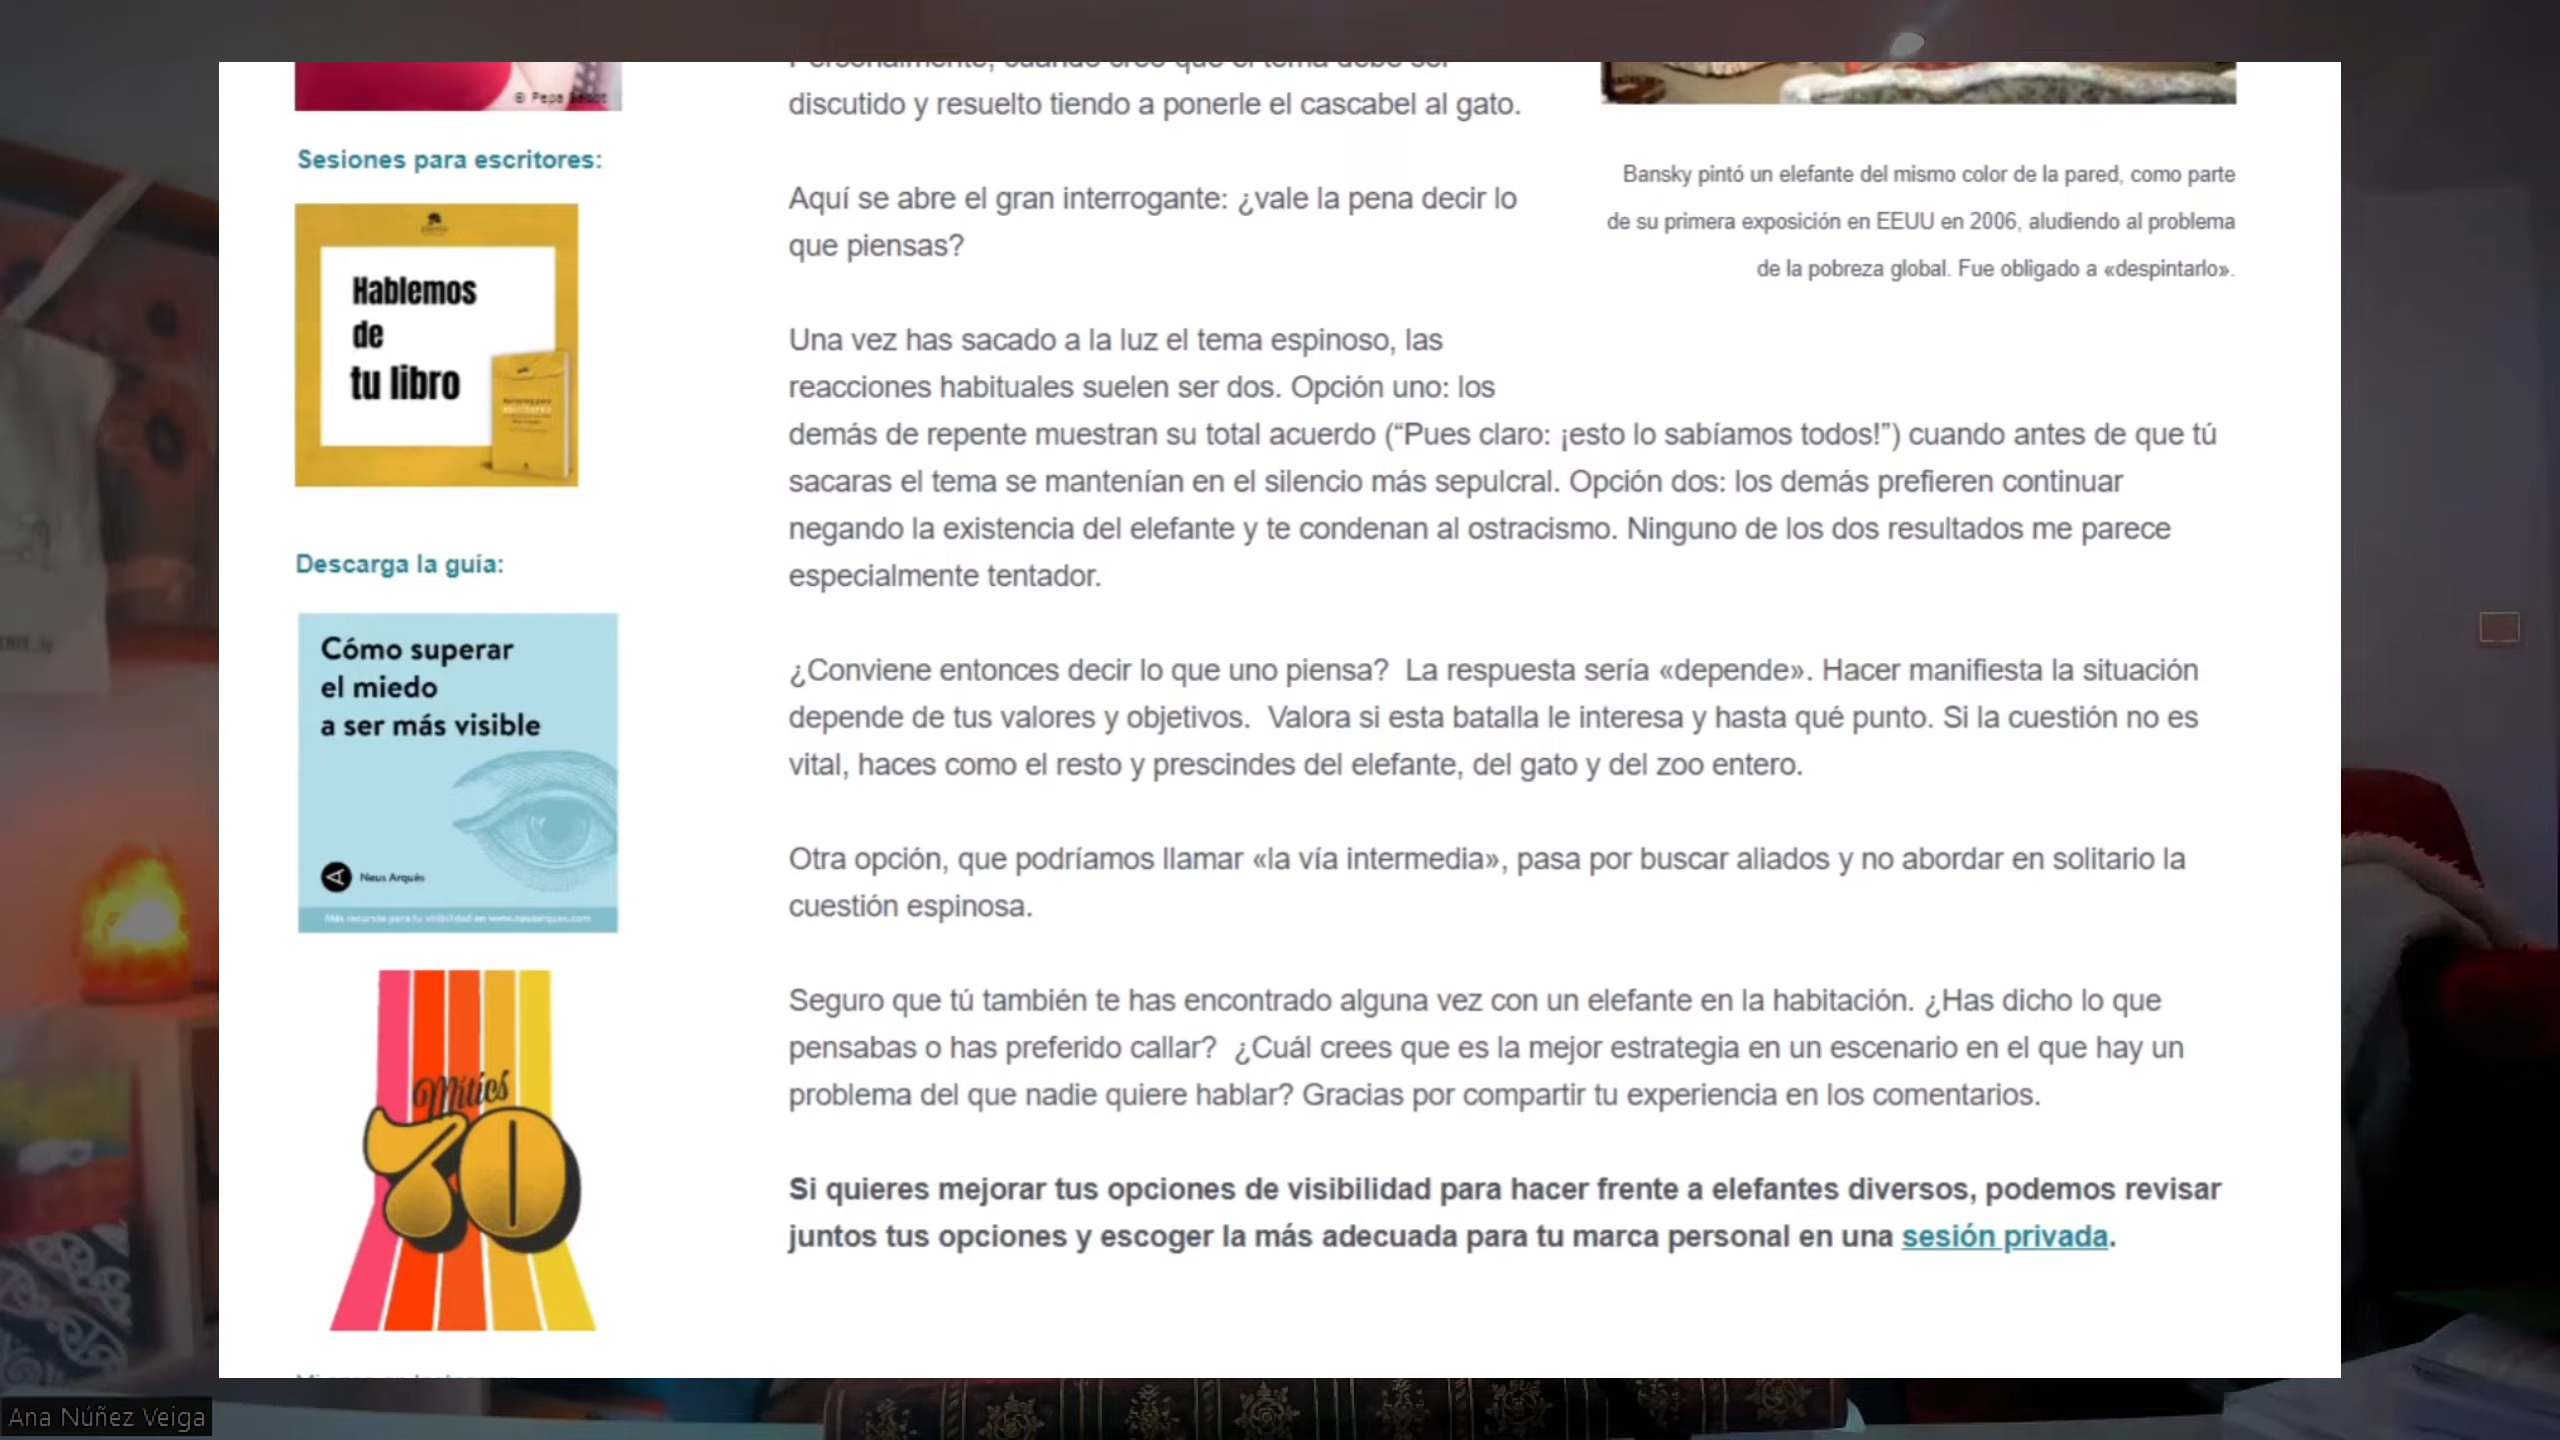 © Pepa
Sesiones para escritores:
Hablemos
de
tu libro
Descarga la guía:
Cómo superar
el miedo
a ser más visible
Neus Arqués
Más recursos para tu visibilidad en www.neusarques.com
Mítics
70
discutido y resuelto tiendo a ponerle el cascabel al gato.
Aquí se abre el gran interrogante: ¿vale la pena decir lo
que piensas?
Una vez has sacado a la luz el tema espinoso, las
reacciones habituales suelen ser dos. Opción uno: los
demás de repente muestran su total acuerdo (“Pues claro: ¡esto lo sabíamos todos!”) cuando antes de que tú
sacaras el tema se mantenían en el silencio más sepulcral. Opción dos: los demás prefieren continuar
negando la existencia del elefante y te condenan al ostracismo. Ninguno de los dos resultados me parece
especialmente tentador.
¿Conviene entonces decir lo que uno piensa?  La respuesta sería «depende». Hacer manifiesta la situación
depende de tus valores y objetivos.  Valora si esta batalla le interesa y hasta qué punto. Si la cuestión no es
vital, haces como el resto y prescindes del elefante, del gato y del zoo entero.
Otra opción, que podríamos llamar «la vía intermedia», pasa por buscar aliados y no abordar en solitario la
cuestión espinosa.
Seguro que tú también te has encontrado alguna vez con un elefante en la habitación. ¿Has dicho lo que
pensabas o has preferido callar?  ¿Cuál crees que es la mejor estrategia en un escenario en el que hay un
problema del que nadie quiere hablar? Gracias por compartir tu experiencia en los comentarios.
Si quieres mejorar tus opciones de visibilidad para hacer frente a elefantes diversos, podemos revisar
juntos tus opciones y escoger la más adecuada para tu marca personal en una sesión privada.
Bansky pintó un elefante del mismo color de la pared, como parte
de su primera exposición en EEUU en 2006, aludiendo al problema
de la pobreza global. Fue obligado a «despintarlo».
Ana Núñez Veiga